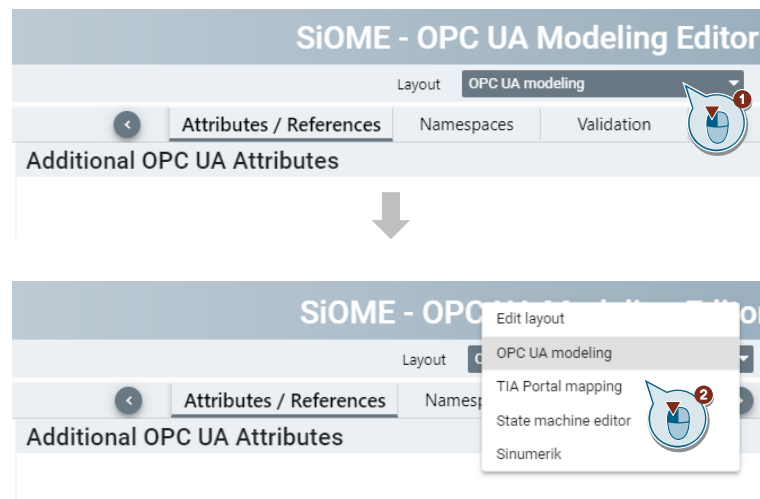 SiOME - OPC UA Modeling Editor
Layout OPC UA modeling
1
Attributes / References Namespaces Validation
Additional OPC UA Attributes
SiOME - OPC
Edit layout
Layout
OPC UA modeling
TIA Portal mapping
2
Attributes / References
State machine editor
Additional OPC UA Attributes
Sinumerik